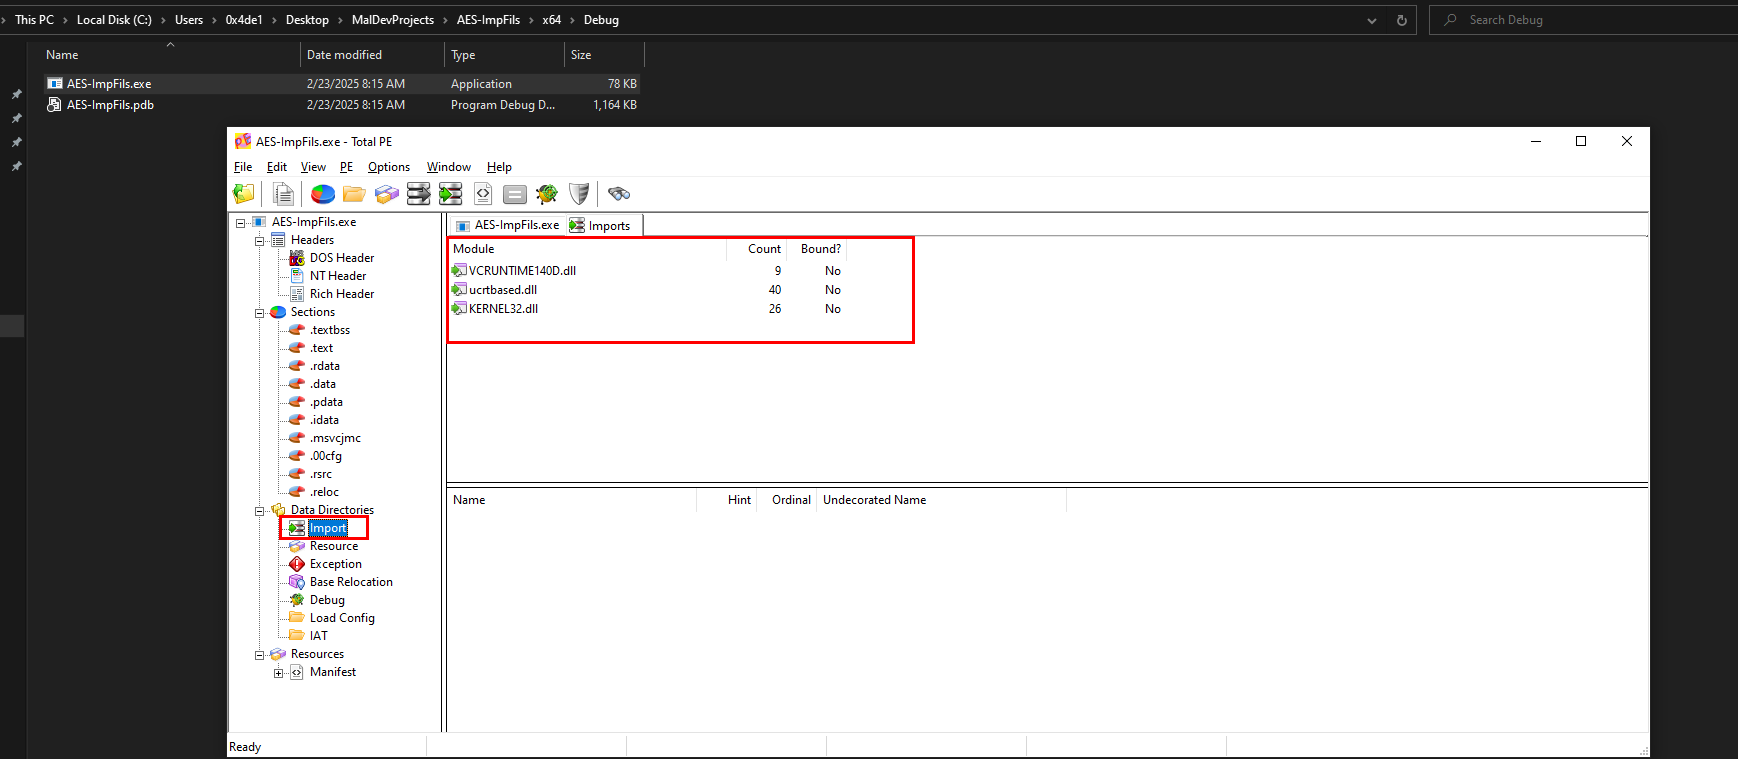 This PC > Local Disk (C:) > Users > 0x4de1 > Desktop > MalDevProjects > AES-ImpFils > x64 > Debug
Search Debug
Name Date modified Type Size
AES-ImpFils.exe 2/23/2025 8:15 AM Application 78 KB
AES-ImpFils.pdb 2/23/2025 8:15 AM Program Debug D... 1,164 KB
AES-ImpFils.exe - Total PE
File Edit View PE Options Window Help
AES-ImpFils.exe
Headers
DOS Header
NT Header
Rich Header
Sections
.textbss
.text
.rdata
.data
.pdata
.idata
.msvcjmc
.00cfg
.rsrc
.reloc
Data Directories
Import
Resource
Exception
Base Relocation
Debug
Load Config
IAT
Resources
Manifest
AES-ImpFils.exe Imports
Module Count Bound?
VCRUNTIME140D.dll 9 No
ucrtbased.dll 40 No
KERNEL32.dll 26 No
Name Hint Ordinal Undecorated Name
Ready